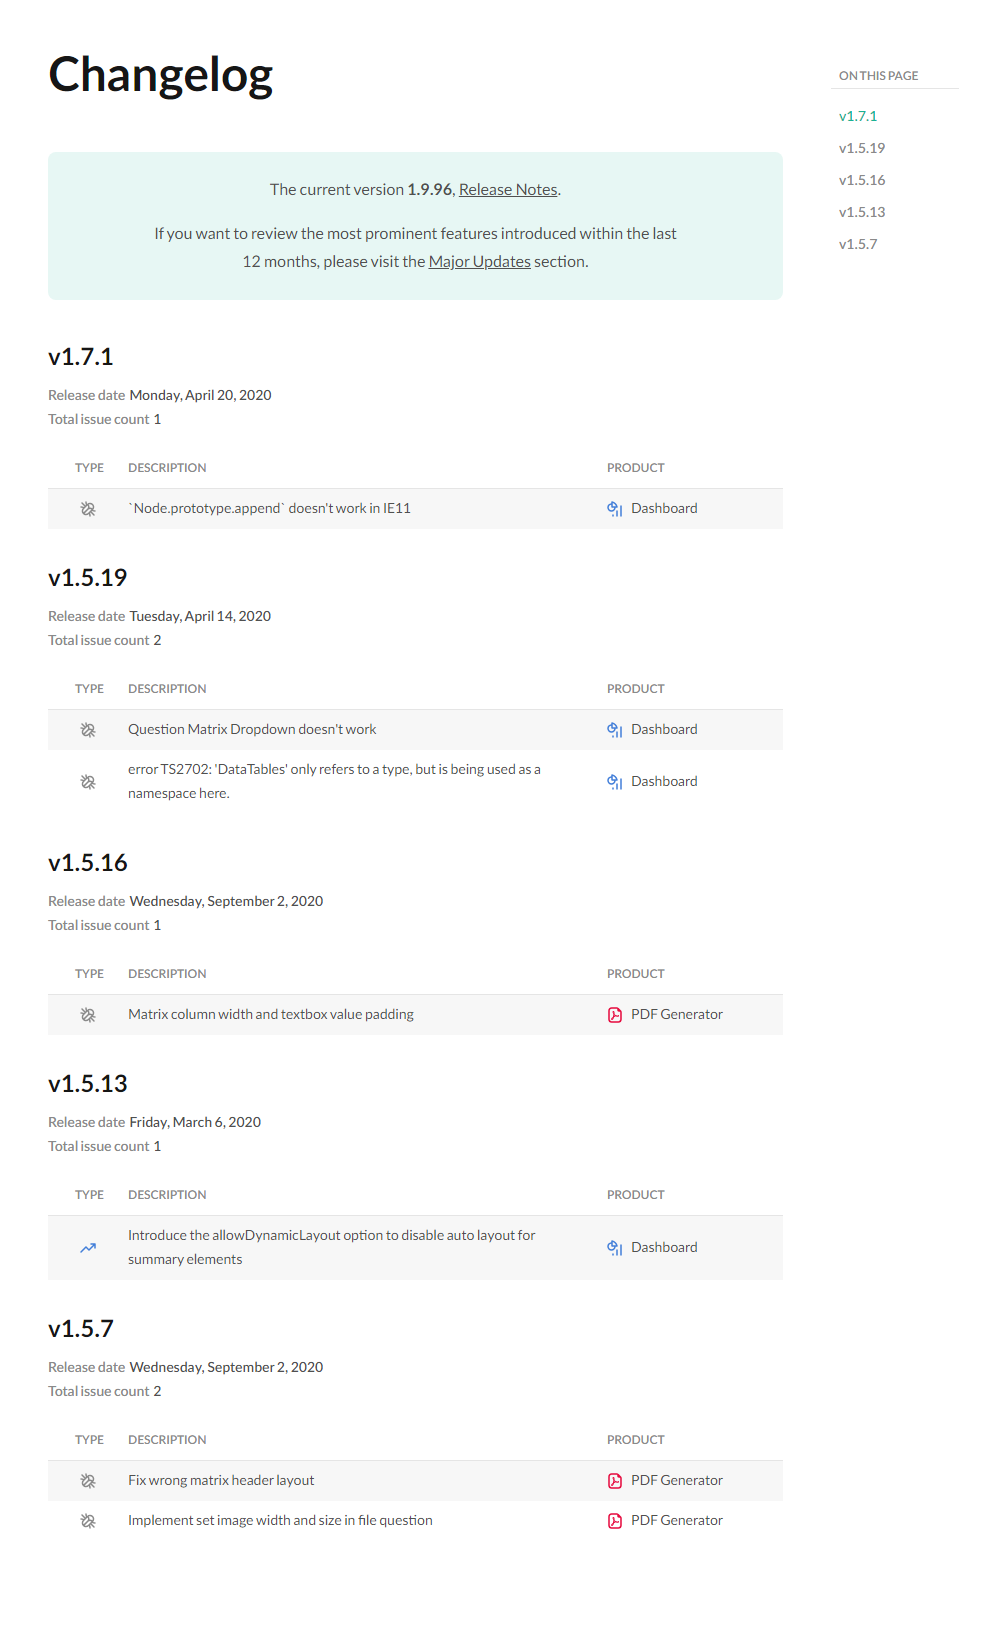 Changelog
ON THIS PAGE
v1.7.1
v1.5.19
v1.5.16
v1.5.13
v1.5.7
The current version 1.9.96, Release Notes.
If you want to review the most prominent features introduced within the last
12 months, please visit the Major Updates section.
v1.7.1
Release date Monday, April 20, 2020
Total issue count 1
TYPE DESCRIPTION PRODUCT
`Node.prototype.append` doesn't work in IE11 Dashboard
v1.5.19
Release date Tuesday, April 14, 2020
Total issue count 2
TYPE DESCRIPTION PRODUCT
Question Matrix Dropdown doesn't work Dashboard
error TS2702: 'DataTables' only refers to a type, but is being used as a
namespace here.
Dashboard
v1.5.16
Release date Wednesday, September 2, 2020
Total issue count 1
TYPE DESCRIPTION PRODUCT
Matrix column width and textbox value padding PDF Generator
v1.5.13
Release date Friday, March 6, 2020
Total issue count 1
TYPE DESCRIPTION PRODUCT
Introduce the allowDynamicLayout option to disable auto layout for
summary elements
Dashboard
v1.5.7
Release date Wednesday, September 2, 2020
Total issue count 2
TYPE DESCRIPTION PRODUCT
Fix wrong matrix header layout PDF Generator
Implement set image width and size in file question PDF Generator